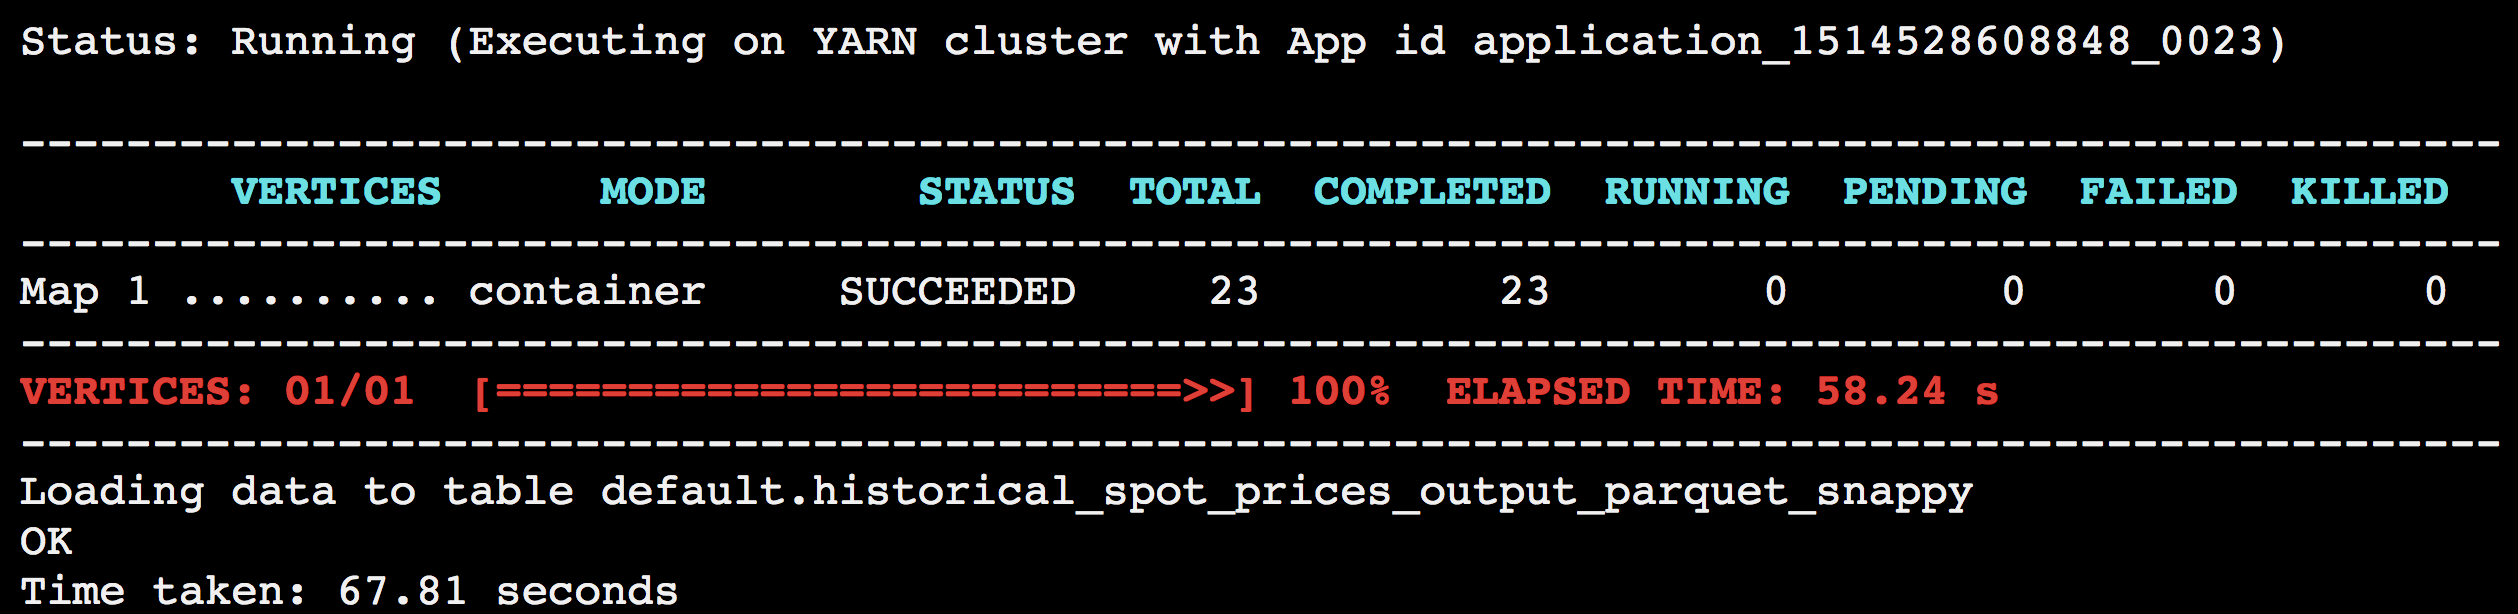 Status: Running (Executing on YARN cluster with App id application_1514528608848_0023)
----------------------------------------------------------------------------------------------
        VERTICES      MODE        STATUS  TOTAL  COMPLETED  RUNNING  PENDING  FAILED  KILLED
----------------------------------------------------------------------------------------------
Map 1 .......... container     SUCCEEDED     23         23        0        0       0       0
----------------------------------------------------------------------------------------------
VERTICES: 01/01  [==========================>>] 100%  ELAPSED TIME: 58.24 s
----------------------------------------------------------------------------------------------
Loading data to table default.historical_spot_prices_output_parquet_snappy
OK
Time taken: 67.81 seconds